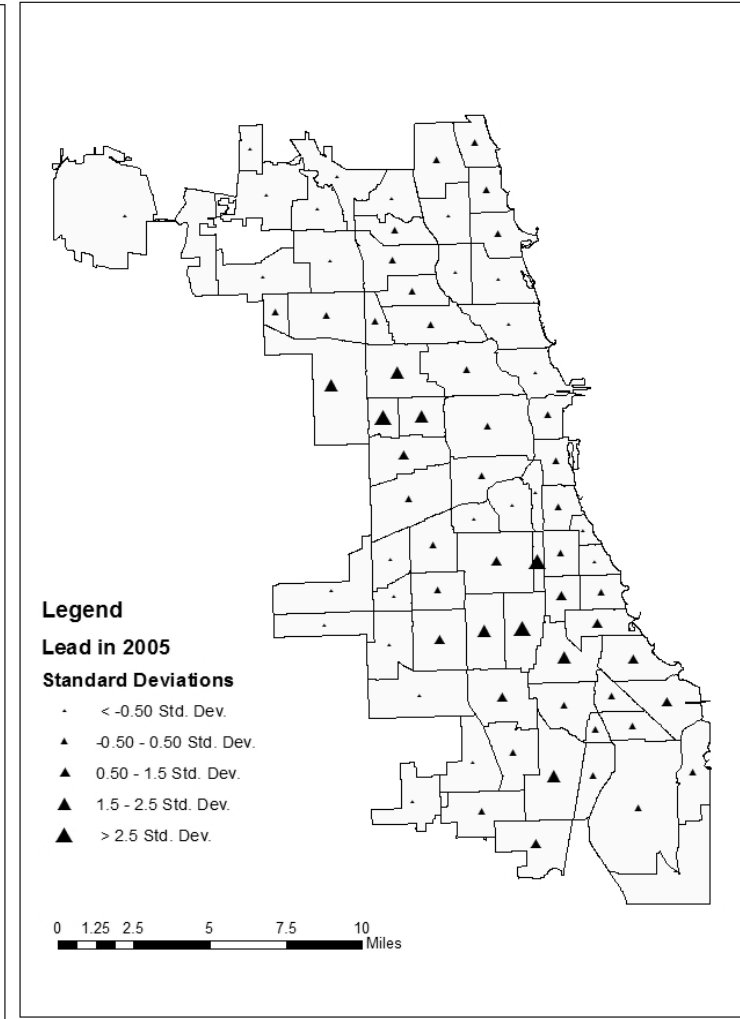 Legend
Lead in 2005
Standard Deviations
< -0.50 Std. Dev.
-0.50 - 0.50 Std. Dev.
0.50 - 1.5 Std. Dev.
1.5 - 2.5 Std. Dev.
> 2.5 Std. Dev.
0 1.25 2.5 5 7.5 10
Miles